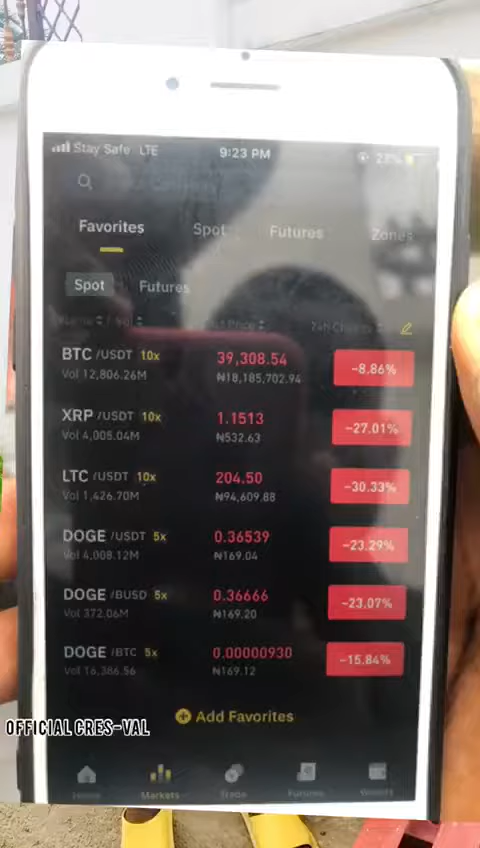 Stay Safe LTE 9:23 PM 23%
Favorites Spot Futures Zones
Spot Futures
BTC /USDT 10x 39,308.54 -8.86%
Vol 12,806.26M ₦18,185,702.94
XRP /USDT 10x 1.1513 -27.01%
Vol 4,005.04M ₦532.63
LTC /USDT 10x 204.50 -30.33%
Vol 1,426.70M ₦94,609.88
DOGE /USDT 5x 0.36539 -23.29%
Vol 4,008.12M ₦169.04
DOGE /BUSD 5x 0.36666 -23.07%
Vol 372.06M ₦169.20
DOGE /BTC 5x 0.00000930 -15.84%
Vol 16,386.56 ₦169.12
Add Favorites
OFFICIAL CRES-VAL
Home Markets Trade Futures Wallet